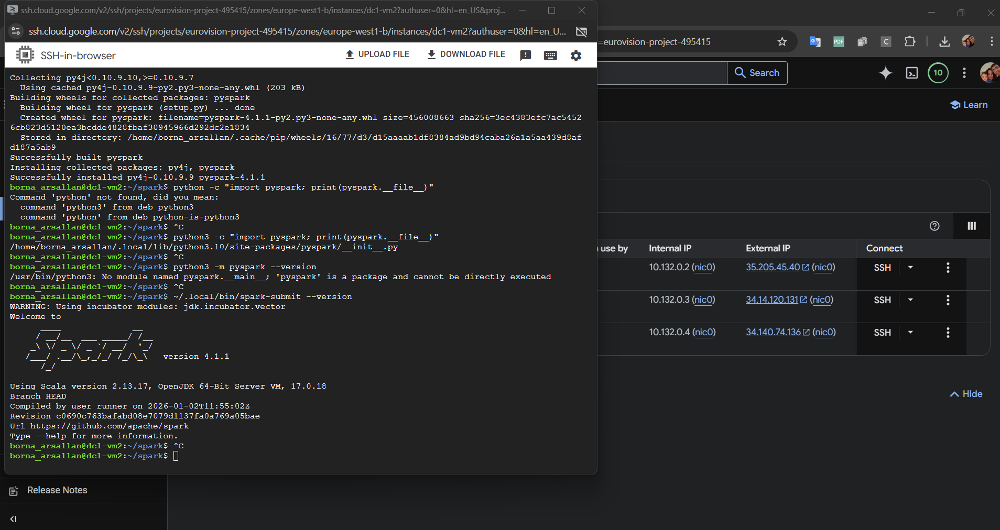 ssh.cloud.google.com/v2/ssh/projects/eurovision-project-495415/zones/europe-west1-b/instances/dc1-vm2?authuser=0&hl=en_US&proj...
ssh.cloud.google.com/v2/ssh/projects/eurovision-project-495415/zones/europe-west1-b/instances/dc1-vm2?authuser=0&hl=en_U...
SSH-in-browser
UPLOAD FILE
DOWNLOAD FILE
Collecting py4j<0.10.9.10,>=0.10.9.7
  Using cached py4j-0.10.9.9-py2.py3-none-any.whl (203 kB)
Building wheels for collected packages: pyspark
  Building wheel for pyspark (setup.py) ... done
  Created wheel for pyspark: filename=pyspark-4.1.1-py2.py3-none-any.whl size=456008663 sha256=3ec4383efc7ac5452
6cb823d5120ea3bcdde4828fbaf30945966d292dc2e1834
  Stored in directory: /home/borna_arsallan/.cache/pip/wheels/16/77/d3/d15aaaab1df8384ad9bd94caba26a1a5aa439d8af
d187a5ab9
Successfully built pyspark
Installing collected packages: py4j, pyspark
Successfully installed py4j-0.10.9.9 pyspark-4.1.1
borna_arsallan@dc1-vm2:~/spark$ python -c "import pyspark; print(pyspark.__file__)"
Command 'python' not found, did you mean:
  command 'python3' from deb python3
  command 'python' from deb python-is-python3
borna_arsallan@dc1-vm2:~/spark$ ^C
borna_arsallan@dc1-vm2:~/spark$ python3 -c "import pyspark; print(pyspark.__file__)"
/home/borna_arsallan/.local/lib/python3.10/site-packages/pyspark/__init__.py
borna_arsallan@dc1-vm2:~/spark$ ^C
borna_arsallan@dc1-vm2:~/spark$ python3 -m pyspark --version
/usr/bin/python3: No module named pyspark.__main__; 'pyspark' is a package and cannot be directly executed
borna_arsallan@dc1-vm2:~/spark$ ^C
borna_arsallan@dc1-vm2:~/spark$ ~/.local/bin/spark-submit --version
WARNING: Using incubator modules: jdk.incubator.vector
Welcome to
Spark version 4.1.1
Using Scala version 2.13.17, OpenJDK 64-Bit Server VM, 17.0.18
Branch HEAD
Compiled by user runner on 2026-01-02T11:55:02Z
Revision c0690c763bafabd08e7079d1137fa0a769a05bae
Url https://github.com/apache/spark
Type --help for more information.
borna_arsallan@dc1-vm2:~/spark$ ^C
borna_arsallan@dc1-vm2:~/spark$
=eurovision-project-495415
PDF
C
Search
10
Learn
use by Internal IP External IP Connect
10.132.0.2 (nic0) 35.205.45.40 (nic0) SSH
10.132.0.3 (nic0) 34.14.120.131 (nic0) SSH
10.132.0.4 (nic0) 34.140.74.136 (nic0) SSH
Hide
Release Notes